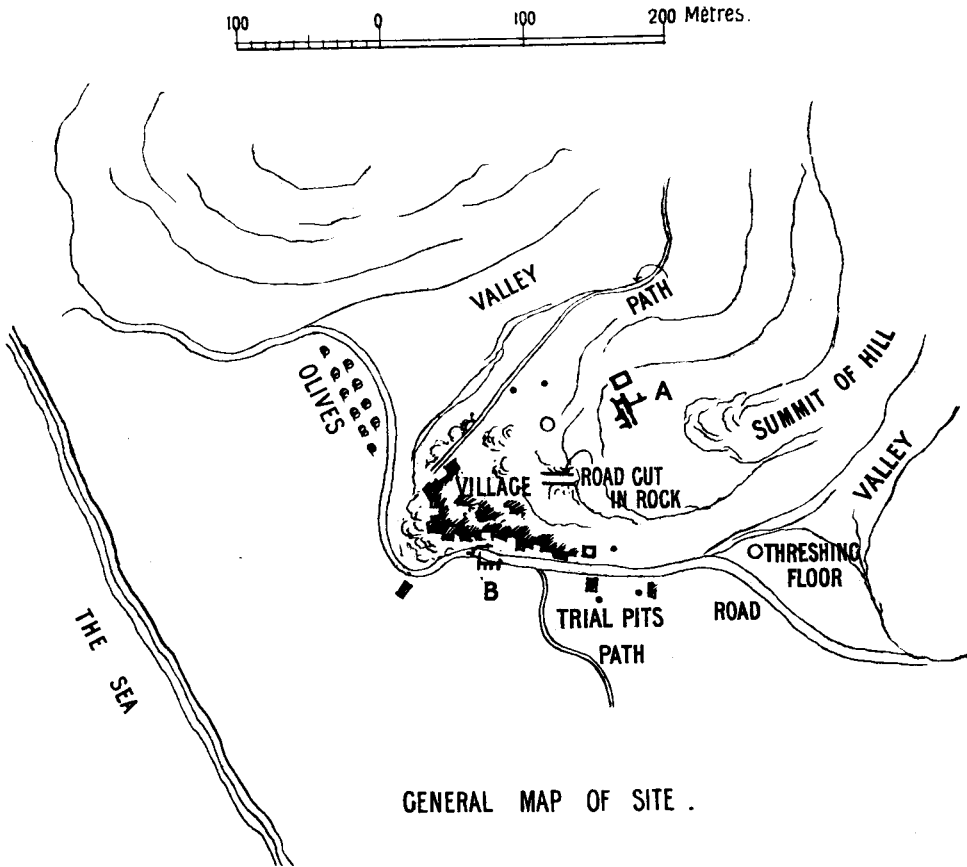 100 0 100 200 Mètres.
VALLEY
PATH
OLIVES
A
SUMMIT OF HILL
VALLEY
VILLAGE
ROAD CUT
IN ROCK
THRESHING
FLOOR
B
TRIAL PITS
ROAD
PATH
THE SEA
GENERAL MAP OF SITE.